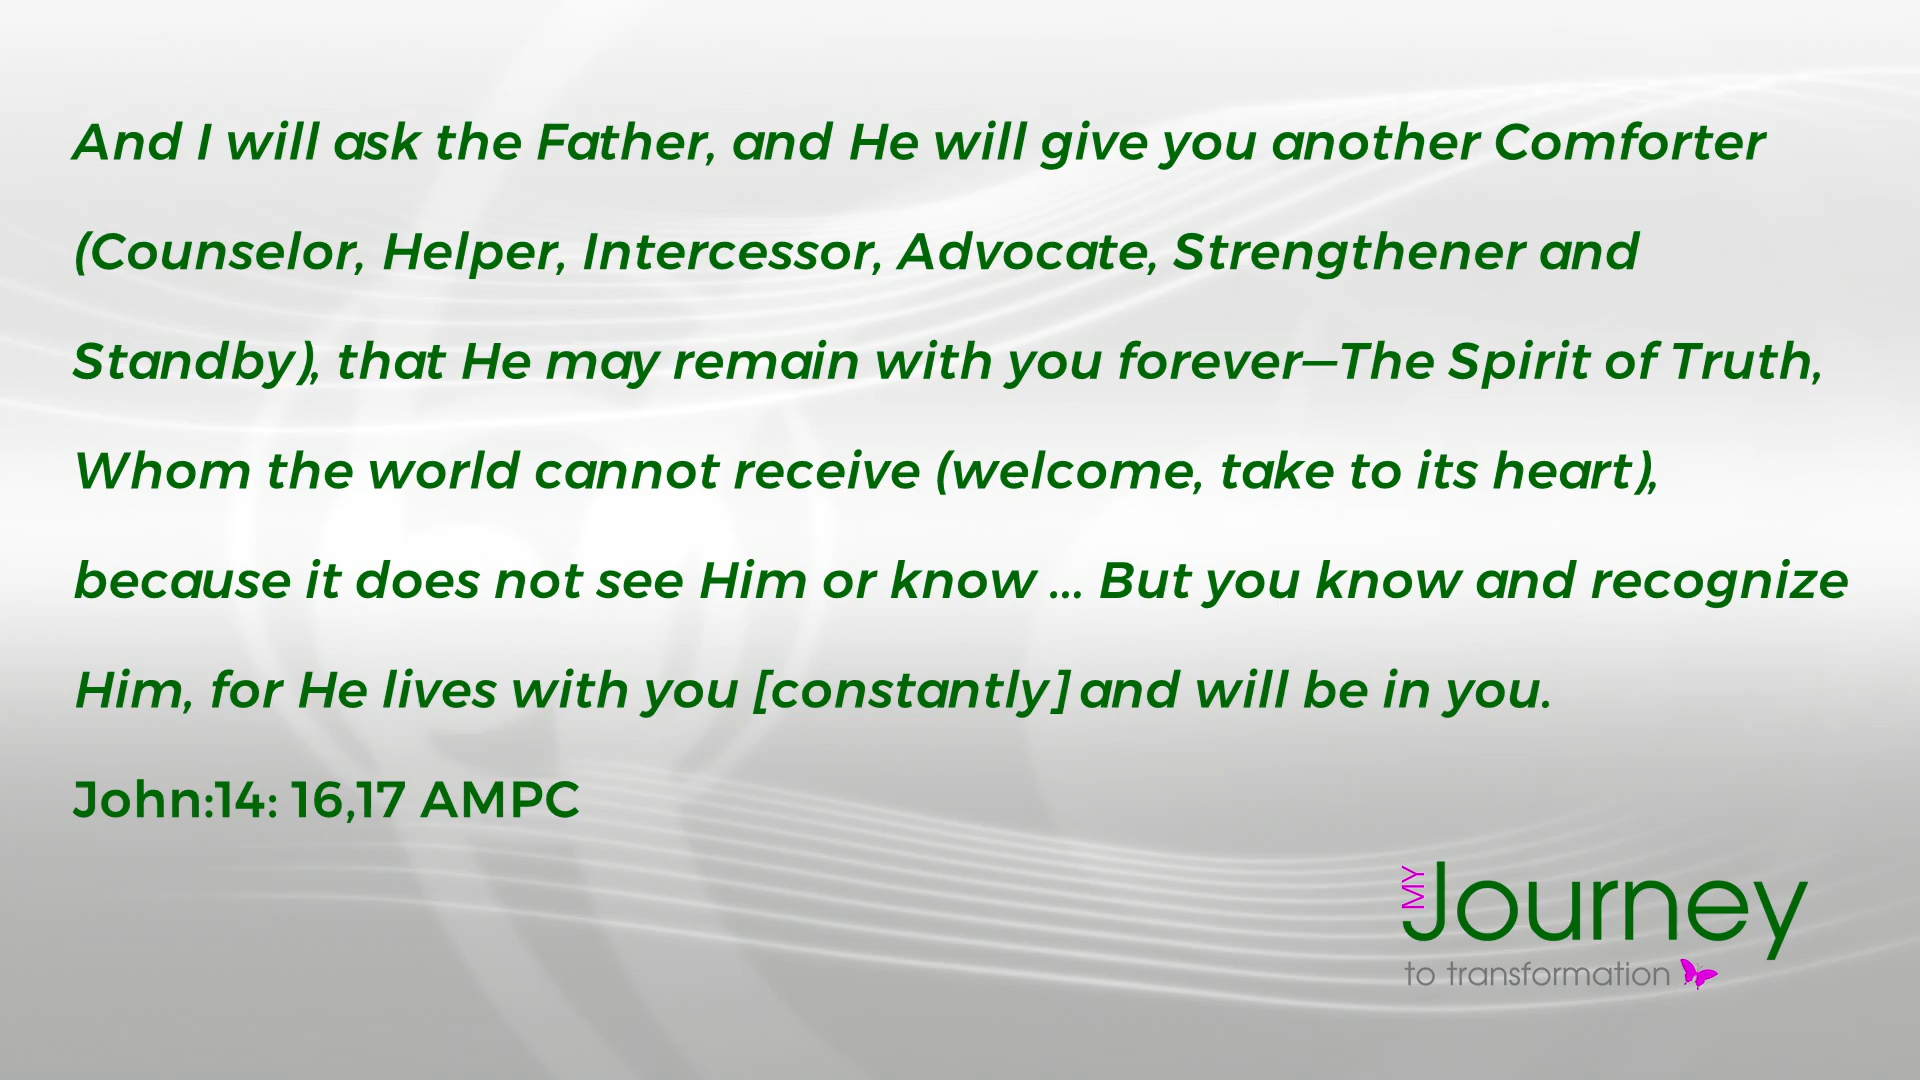 And I will ask the Father, and He will give you another Comforter
(Counselor, Helper, Intercessor, Advocate, Strengthener and
Standby), that He may remain with you forever—The Spirit of Truth,
Whom the world cannot receive (welcome, take to its heart),
because it does not see Him or know ... But you know and recognize
Him, for He lives with you [constantly] and will be in you.
John:14: 16,17 AMPC
MY Journey
to transformation